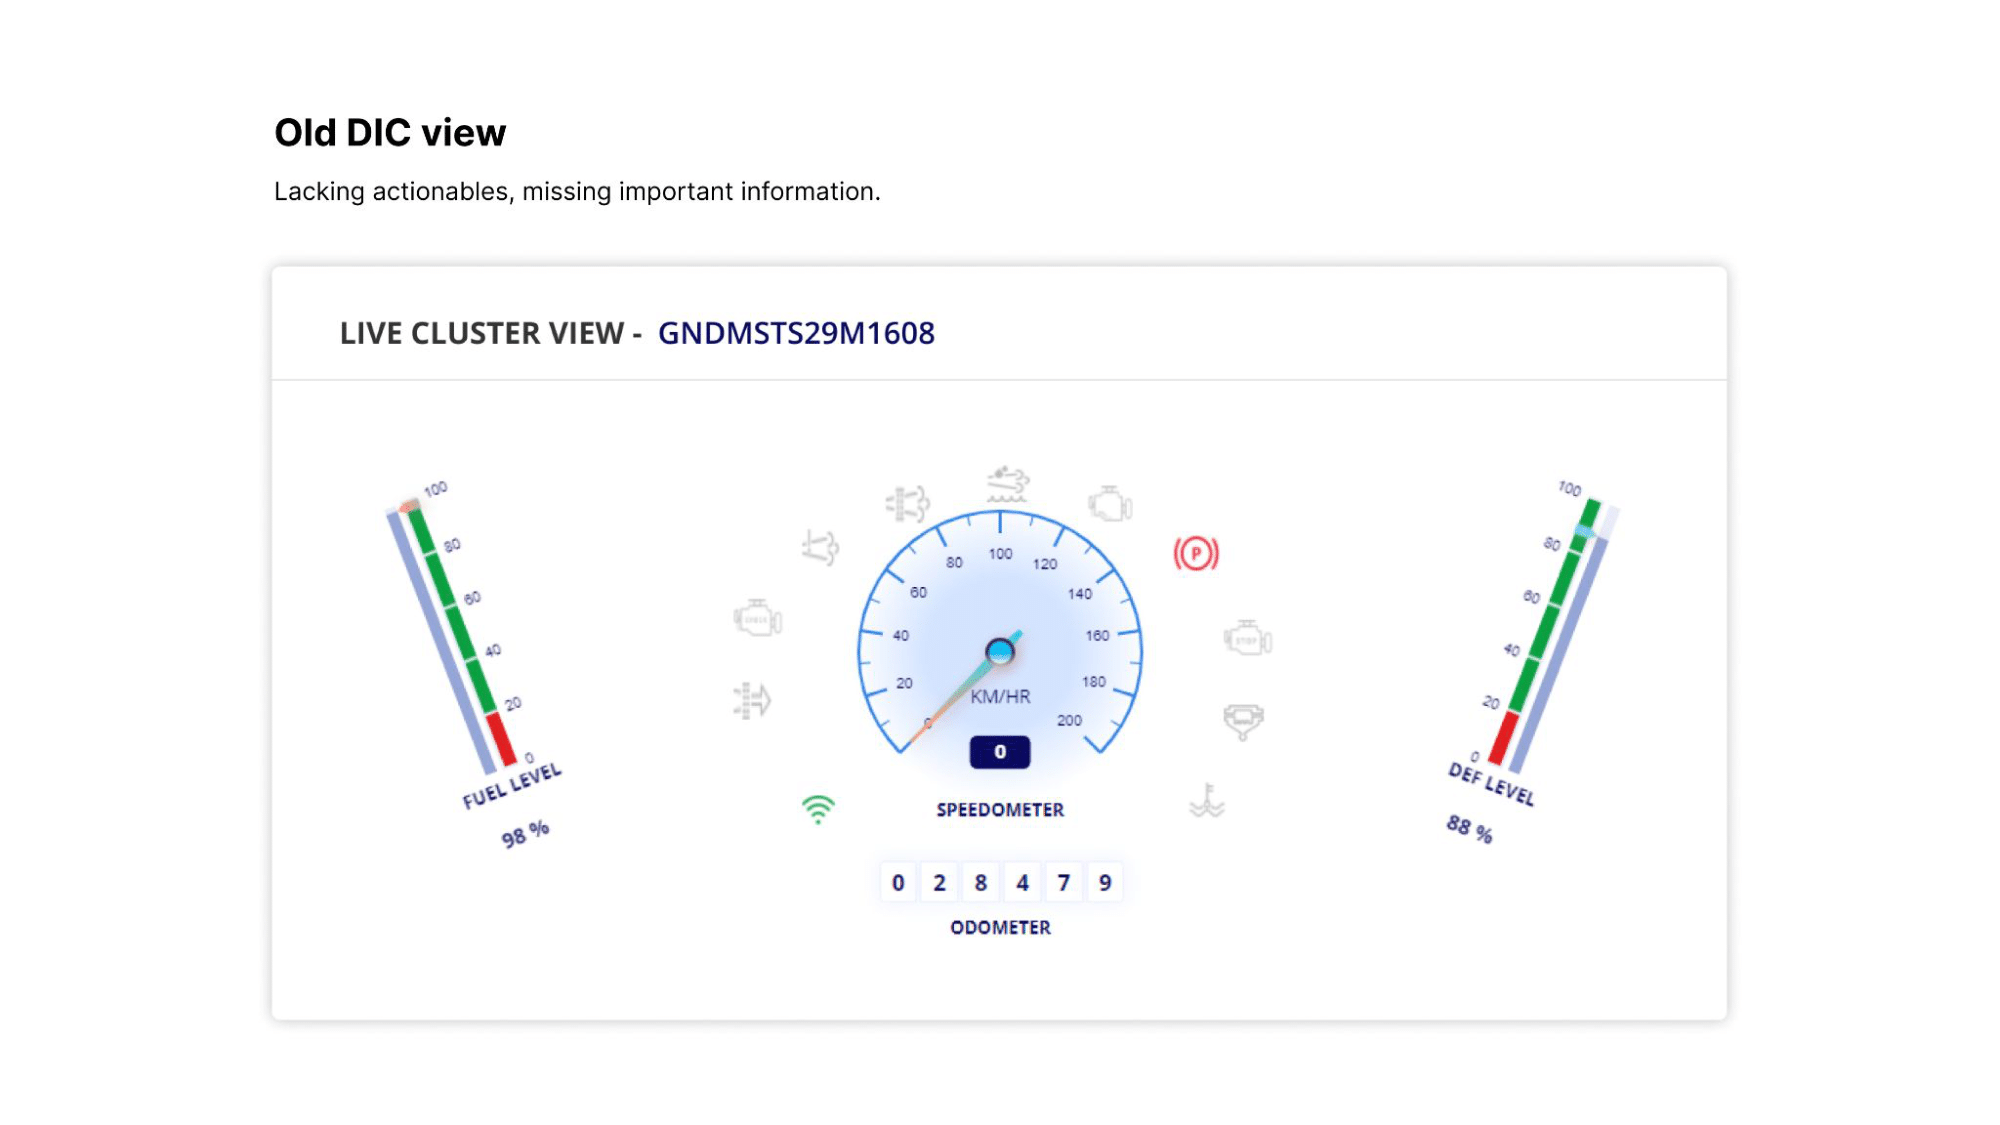 Old DIC view
Lacking actionables, missing important information.
LIVE CLUSTER VIEW - GNDMSTS29M1608
100
80
60
40
20
0
FUEL LEVEL
98 %
CHECK
P
STOP
0
20
40
60
80
100
120
140
160
180
200
KM/HR
0
SPEEDOMETER
0 2 8 4 7 9
ODOMETER
100
80
60
40
20
0
DEF LEVEL
88 %